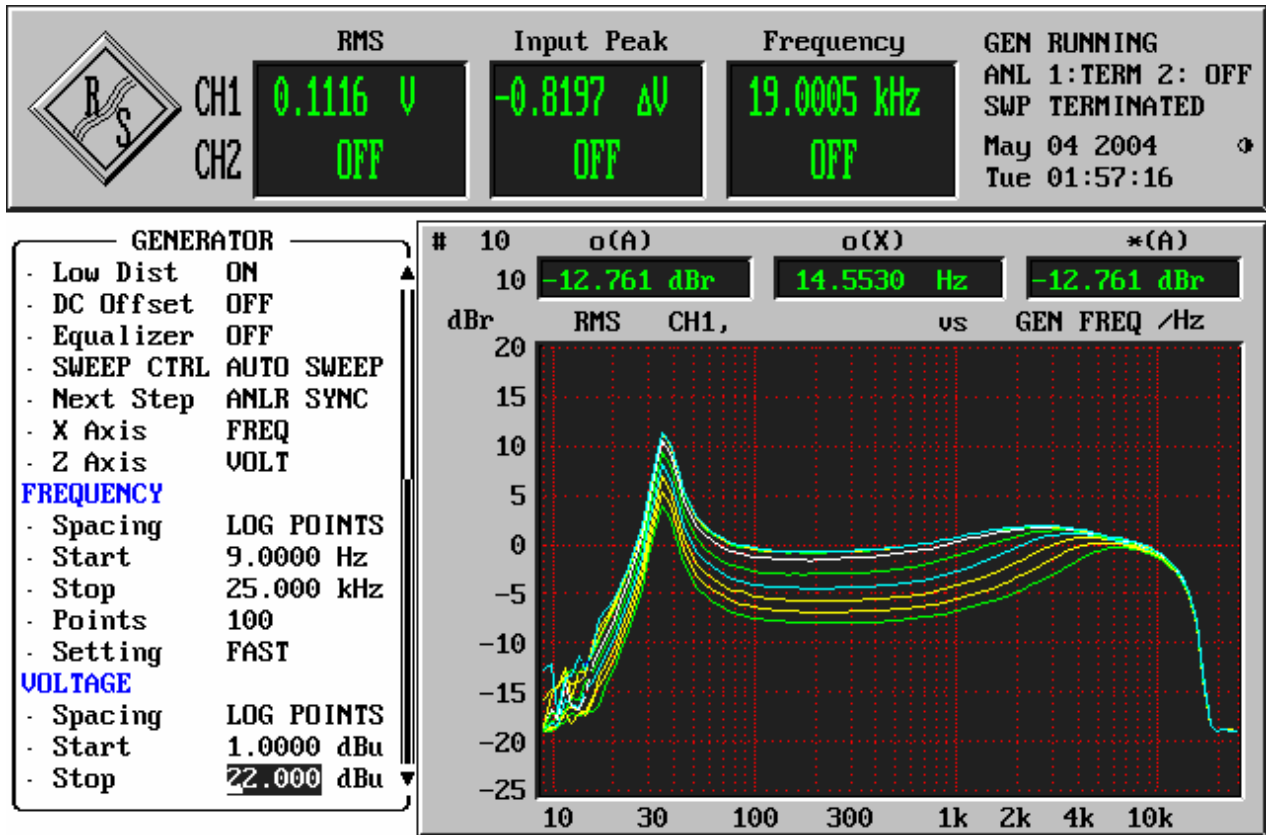 RMS Input Peak Frequency
GEN RUNNING
ANL 1:TERM 2: OFF
SWP TERMINATED
May 04 2004
Tue 01:57:16
R S
CH1 0.1116 V -0.8197 ΔV 19.0005 kHz
CH2 OFF OFF OFF
GENERATOR
· Low Dist ON
· DC Offset OFF
· Equalizer OFF
· SWEEP CTRL AUTO SWEEP
· Next Step ANLR SYNC
· X Axis FREQ
· Z Axis VOLT
FREQUENCY
· Spacing LOG POINTS
· Start 9.0000 Hz
· Stop 25.000 kHz
· Points 100
· Setting FAST
VOLTAGE
· Spacing LOG POINTS
· Start 1.0000 dBu
· Stop 22.000 dBu
# 10 o(A) o(X) *(A)
10 -12.761 dBr 14.5530 Hz -12.761 dBr
dBr RMS CH1, vs GEN FREQ /Hz
20
15
10
5
0
-5
-10
-15
-20
-25
10 30 100 300 1k 2k 4k 10k